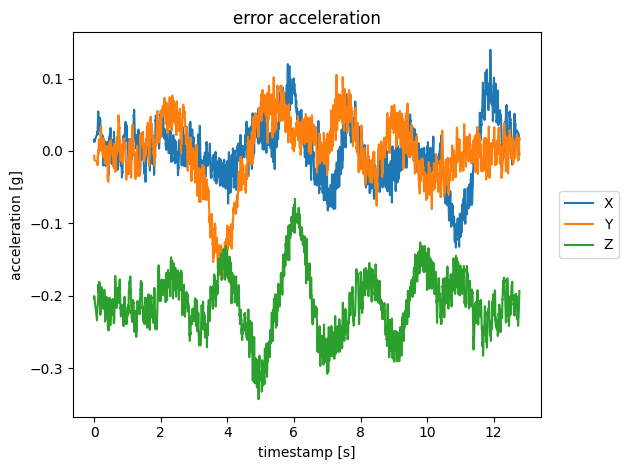 error acceleration
acceleration [g]
0.1
0.0
−0.1
−0.2
−0.3
0
2
4
6
8
10
12
timestamp [s]
X
Y
Z